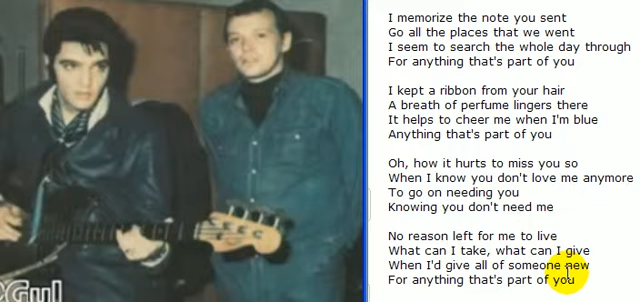 I memorize the note you sent
Go all the places that we went
I seem to search the whole day through
For anything that's part of you

I kept a ribbon from your hair
A breath of perfume lingers there
It helps to cheer me when I'm blue
Anything that's part of you

Oh, how it hurts to miss you so
When I know you don't love me anymore
To go on needing you
Knowing you don't need me

No reason left for me to live
What can I take, what can I give
When I'd give all of someone new
For anything that's part of you